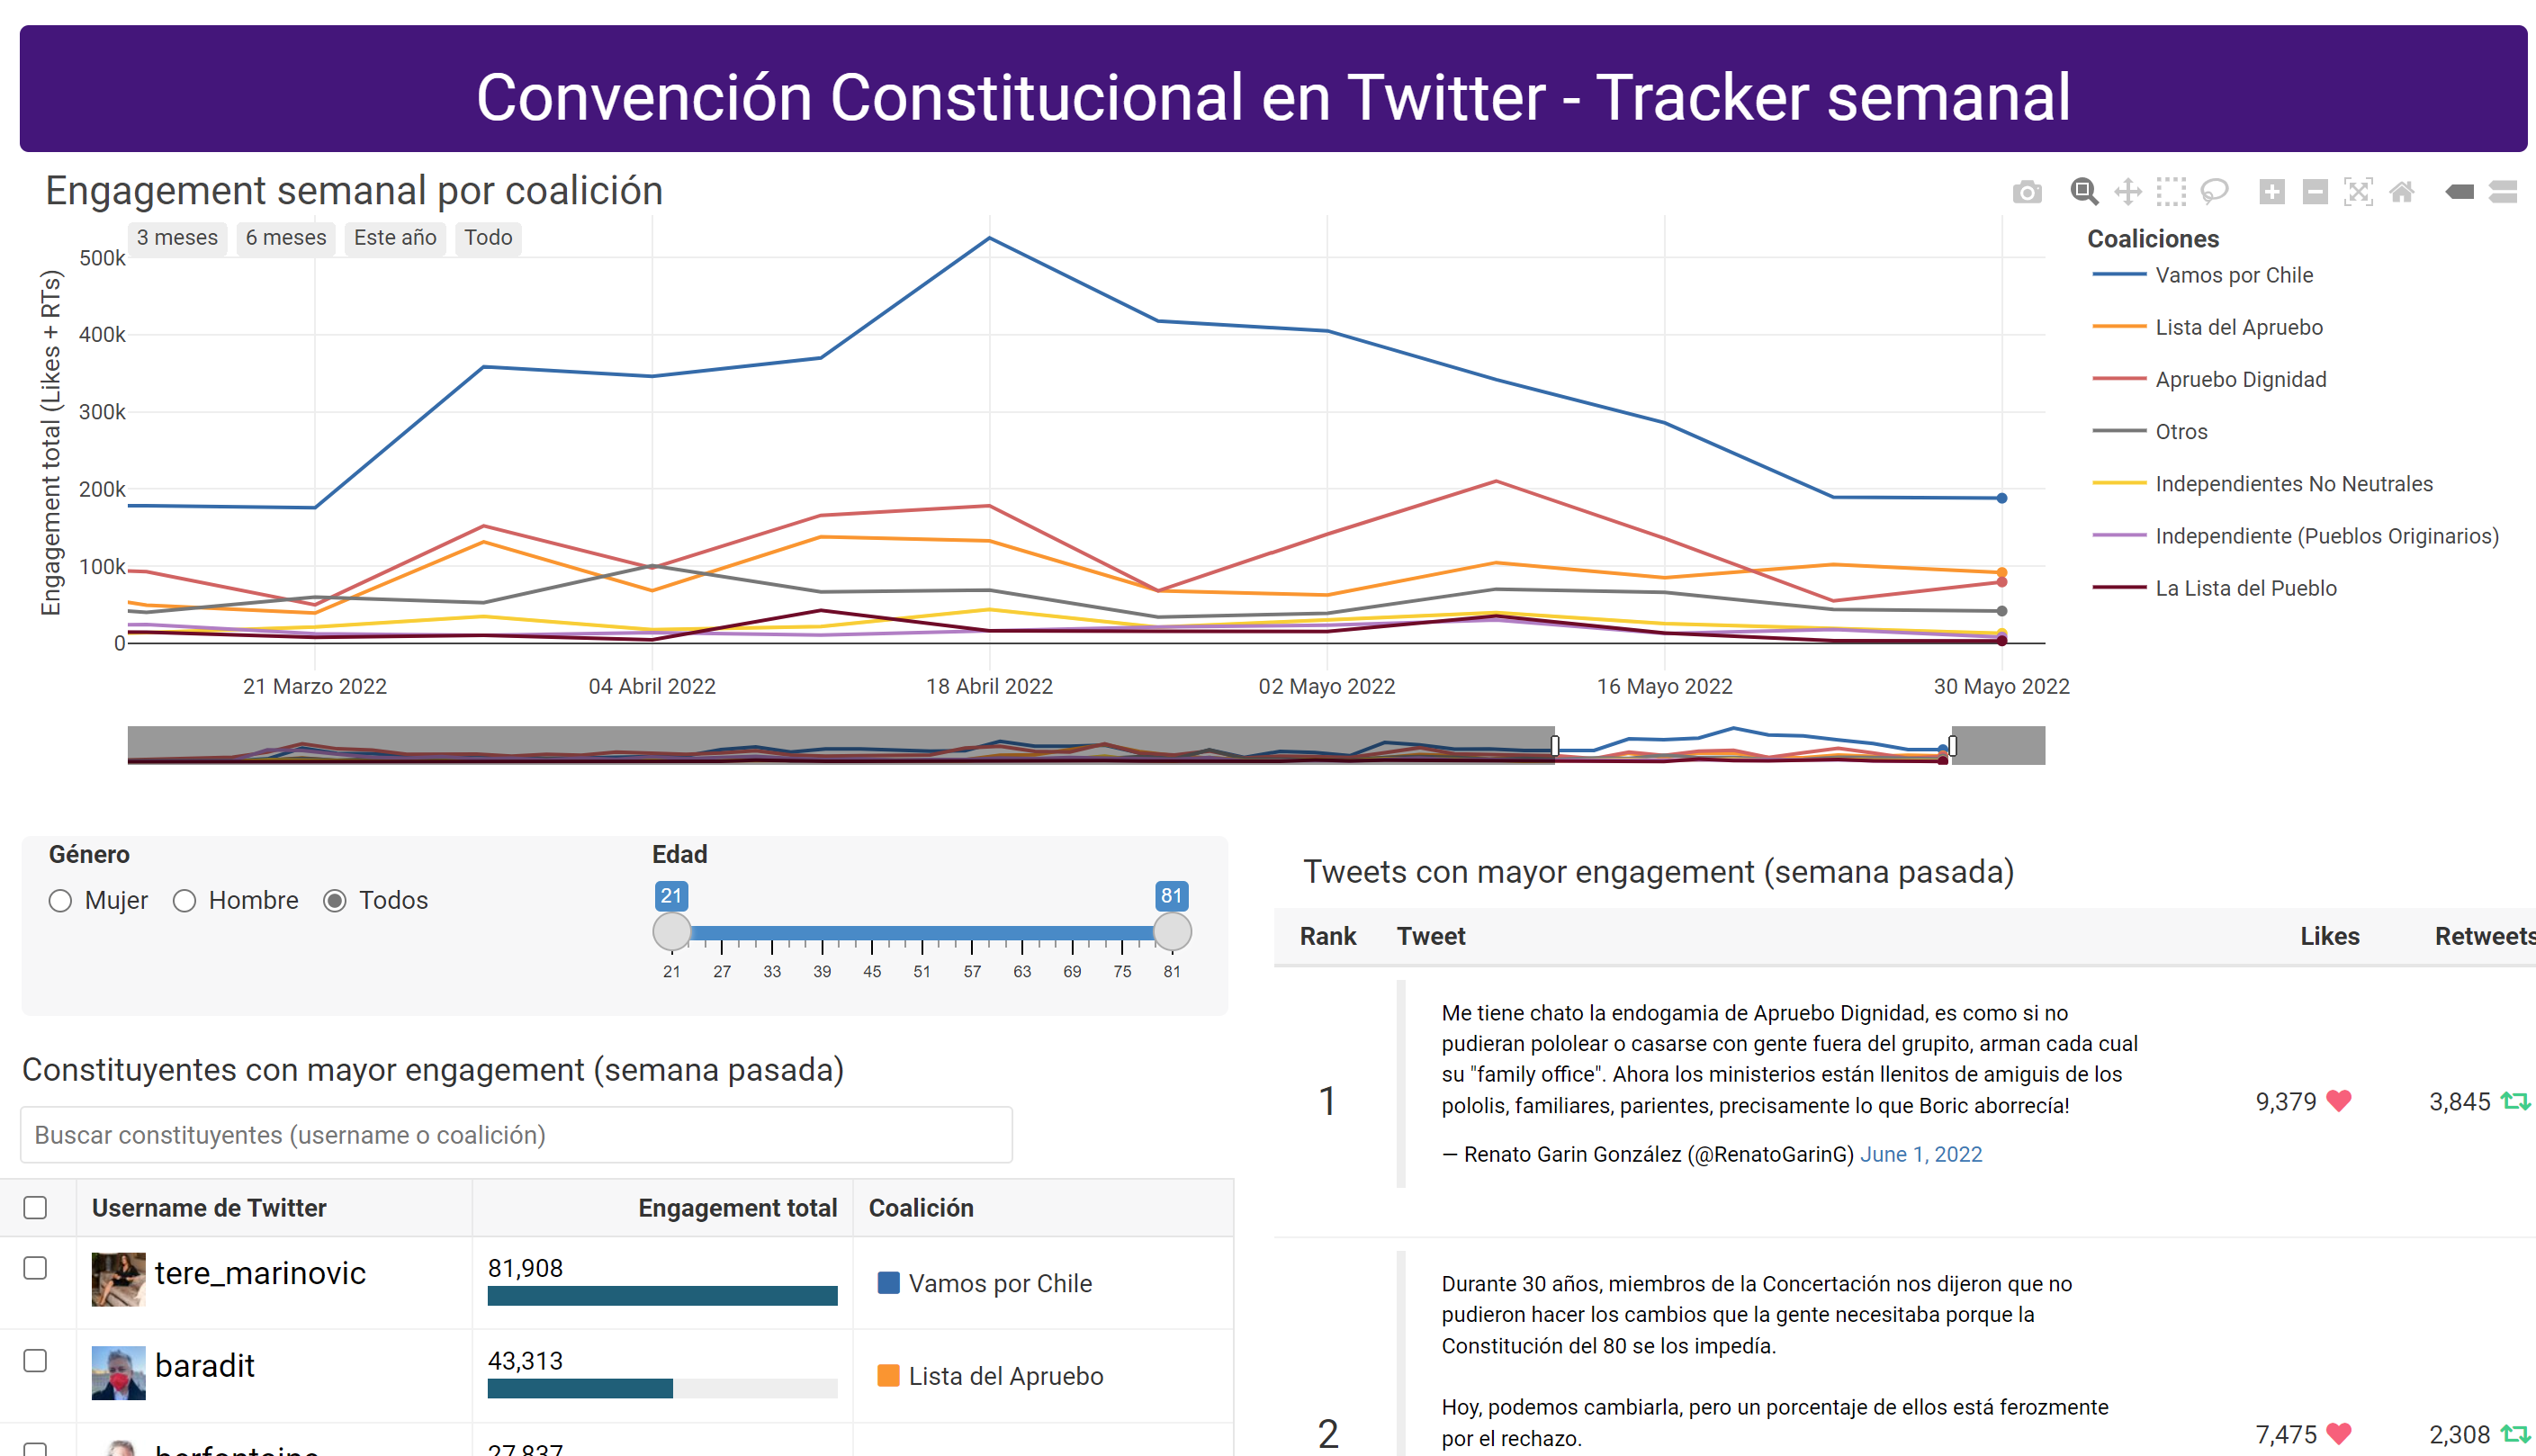 Convención Constitucional en Twitter - Tracker semanal
Engagement semanal por coalición
3 meses 6 meses Este año Todo
Engagement total (Likes + RTs)
500k
400k
300k
200k
100k
0
21 Marzo 2022 04 Abril 2022 18 Abril 2022 02 Mayo 2022 16 Mayo 2022 30 Mayo 2022
Coaliciones
Vamos por Chile
Lista del Apruebo
Apruebo Dignidad
Otros
Independientes No Neutrales
Independiente (Pueblos Originarios)
La Lista del Pueblo
Género
Mujer Hombre Todos
Edad
21 81
21 27 33 39 45 51 57 63 69 75 81
Constituyentes con mayor engagement (semana pasada)
Buscar constituyentes (username o coalición)
Username de Twitter Engagement total Coalición
tere_marinovic 81,908 Vamos por Chile
baradit 43,313 Lista del Apruebo
27,837
Tweets con mayor engagement (semana pasada)
Rank Tweet Likes Retweets
1
Me tiene chato la endogamia de Apruebo Dignidad, es como si no
pudieran pololear o casarse con gente fuera del grupito, arman cada cual
su "family office". Ahora los ministerios están llenitos de amiguis de los
pololis, familiares, parientes, precisamente lo que Boric aborrecía!
— Renato Garin González (@RenatoGarinG) June 1, 2022
9,379 3,845
2
Durante 30 años, miembros de la Concertación nos dijeron que no
pudieron hacer los cambios que la gente necesitaba porque la
Constitución del 80 se los impedía.
Hoy, podemos cambiarla, pero un porcentaje de ellos está ferozmente
por el rechazo.
7,475 2,308